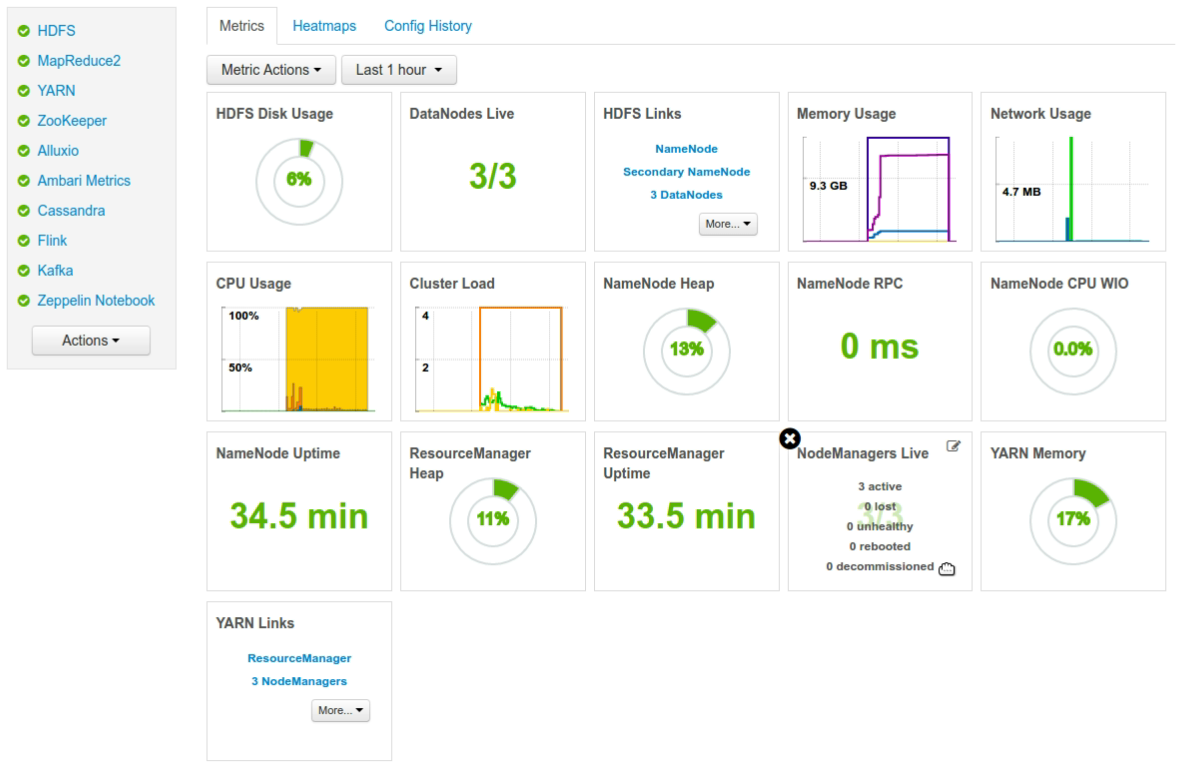 HDFS
MapReduce2
YARN
ZooKeeper
Alluxio
Ambari Metrics
Cassandra
Flink
Kafka
Zeppelin Notebook
Actions
Metrics Heatmaps Config History
Metric Actions Last 1 hour
HDFS Disk Usage
6%
DataNodes Live
3/3
HDFS Links
NameNode
Secondary NameNode
3 DataNodes
More...
Memory Usage
9.3 GB
Network Usage
4.7 MB
CPU Usage
100%
50%
Cluster Load
4
2
NameNode Heap
13%
NameNode RPC
0 ms
NameNode CPU WIO
0.0%
NameNode Uptime
34.5 min
ResourceManager
Heap
11%
ResourceManager
Uptime
33.5 min
NodeManagers Live
3/3
3 active
0 lost
0 unhealthy
0 rebooted
0 decommissioned
YARN Memory
17%
YARN Links
ResourceManager
3 NodeManagers
More...